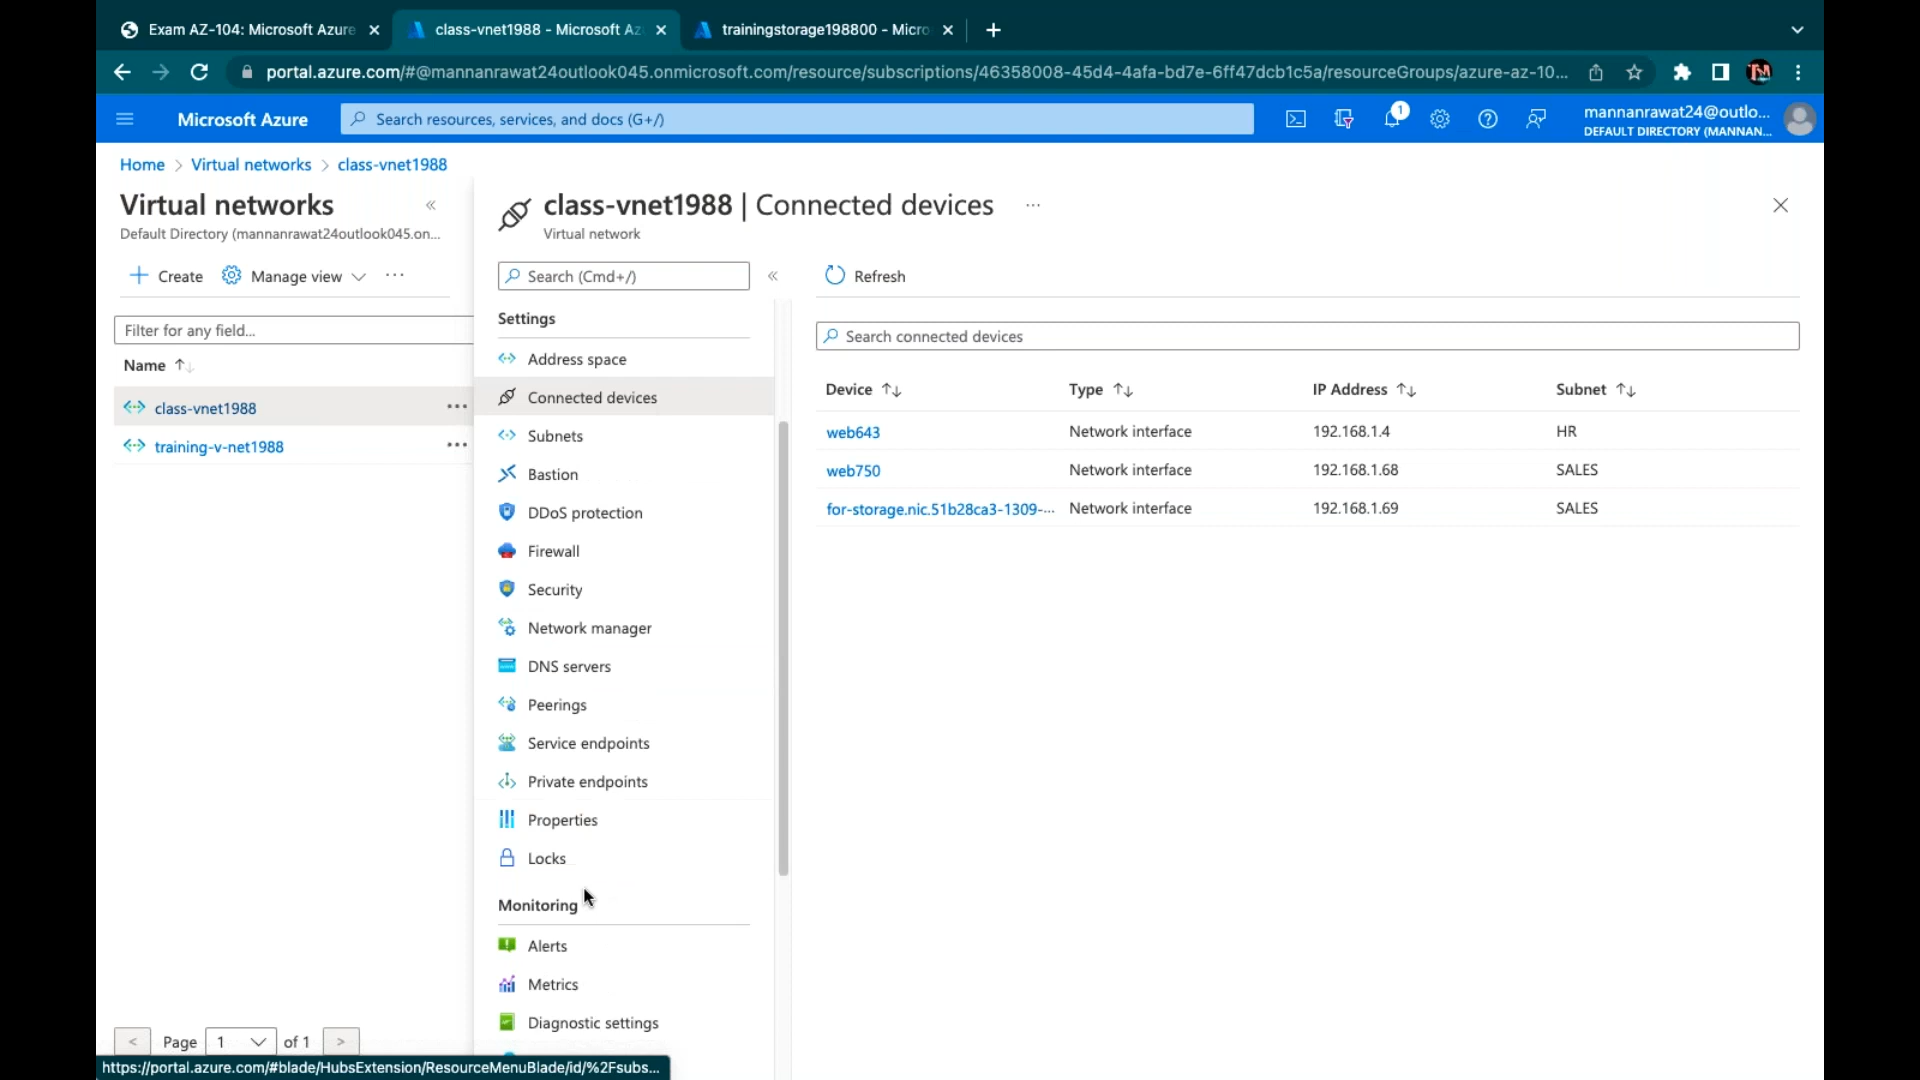 Exam AZ-104: Microsoft Azure
class-vnet1988 - Microsoft Az
trainingstorage198800 - Micro
portal.azure.com/#@mannanrawat24outlook045.onmicrosoft.com/resource/subscriptions/46358008-45d4-4afa-bd7e-6ff47dcb1c5a/resourceGroups/azure-az-10...
Microsoft Azure
Search resources, services, and docs (G+/)
1
mannanrawat24@outlo...
DEFAULT DIRECTORY (MANNAN...
Home > Virtual networks > class-vnet1988
Virtual networks
Default Directory (mannanrawat24outlook045.on...
Create
Manage view
Filter for any field...
Name
class-vnet1988
training-v-net1988
< Page 1 of 1 >
class-vnet1988 | Connected devices
Virtual network
Search (Cmd+/)
Settings
Address space
Connected devices
Subnets
Bastion
DDoS protection
Firewall
Security
Network manager
DNS servers
Peerings
Service endpoints
Private endpoints
Properties
Locks
Monitoring
Alerts
Metrics
Diagnostic settings
Refresh
Search connected devices
Device Type IP Address Subnet
web643 Network interface 192.168.1.4 HR
web750 Network interface 192.168.1.68 SALES
for-storage.nic.51b28ca3-1309-... Network interface 192.168.1.69 SALES
https://portal.azure.com/#blade/HubsExtension/ResourceMenuBlade/id/%2Fsubs...